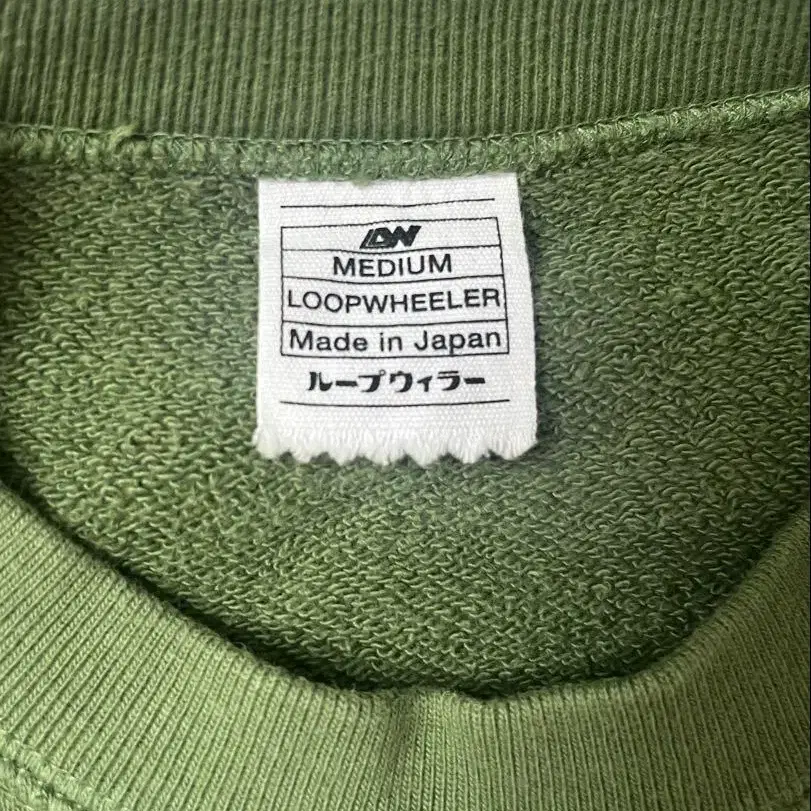 LW
MEDIUM
LOOPWHEELER
Made in Japan
ループウィラー